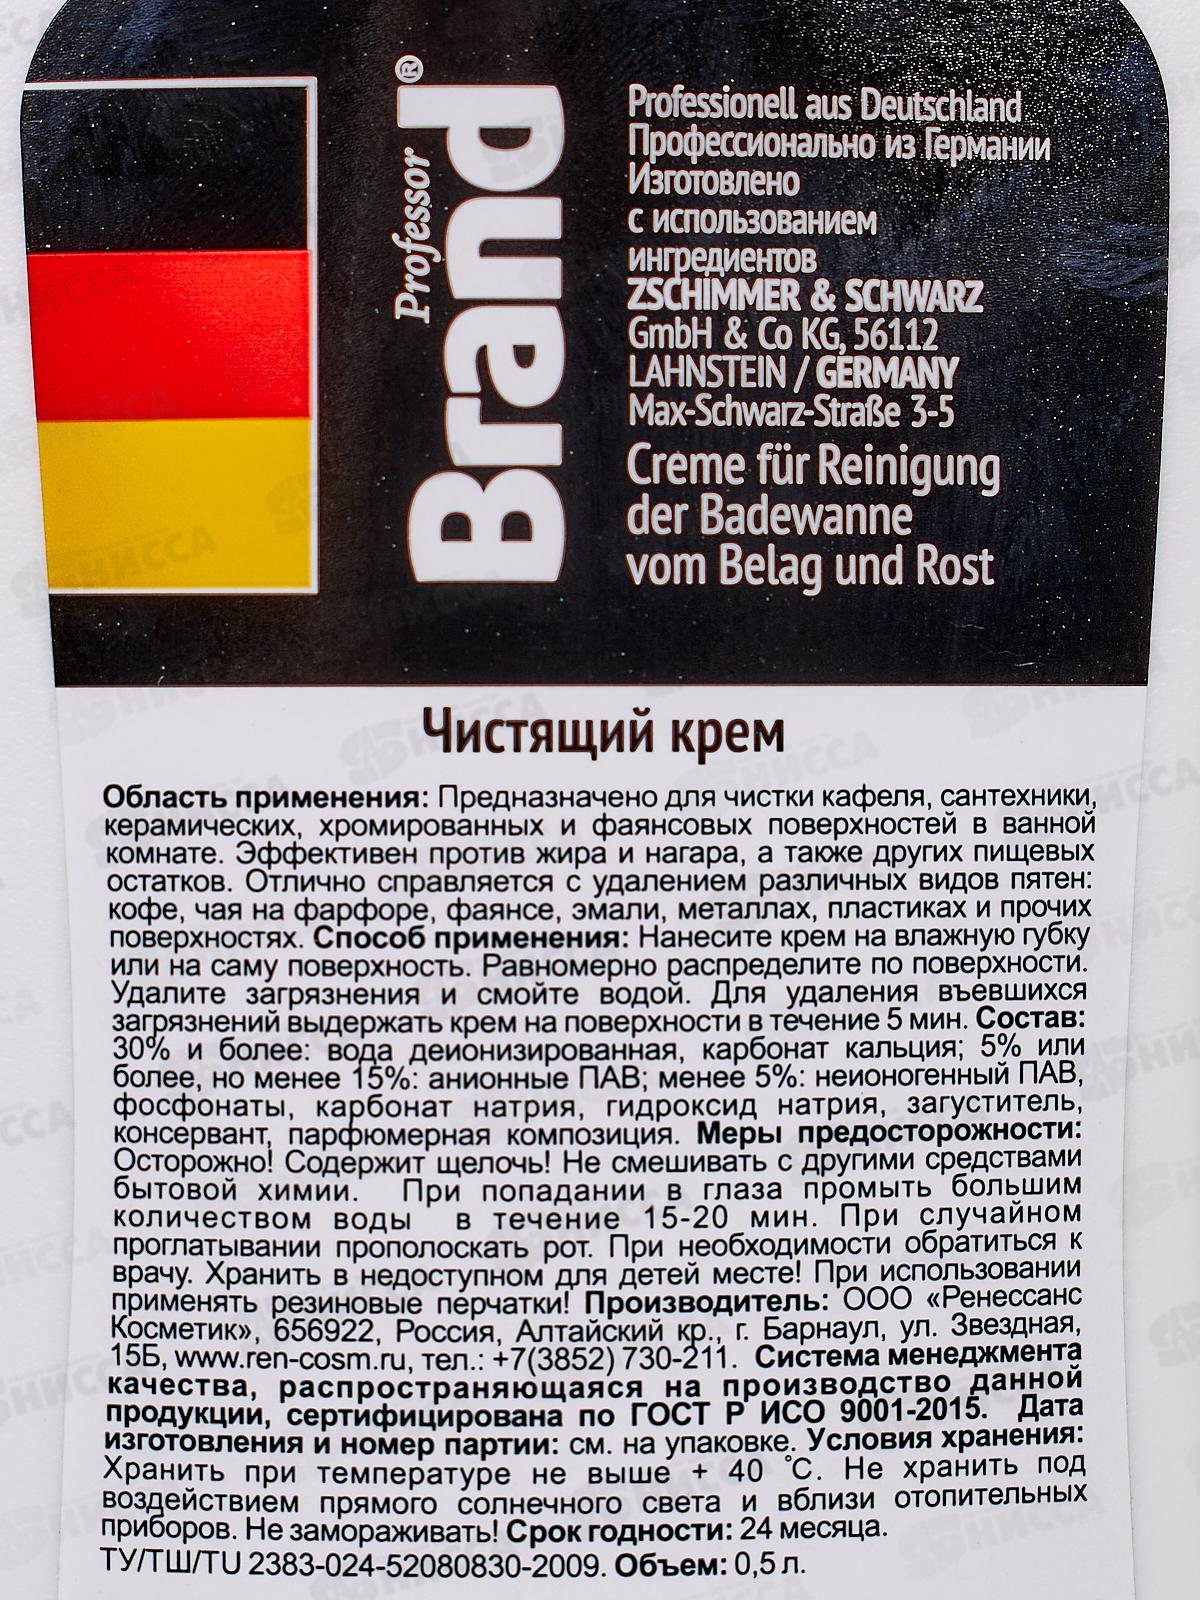 Professor Brand®
Professionell aus Deutschland
Профессионально из Германии
Изготовлено
с использованием
ингредиентов
ZSCHIMMER & SCHWARZ
GmbH & Co KG, 56112
LAHNSTEIN / GERMANY
Max-Schwarz-Straße 3-5
Creme für Reinigung
der Badewanne
vom Belag und Rost
Чистящий крем
Область применения: Предназначено для чистки кафеля, сантехники,
керамических, хромированных и фаянсовых поверхностей в ванной
комнате. Эффективен против жира и нагара, а также других пищевых
остатков. Отлично справляется с удалением различных видов пятен:
кофе, чая на фарфоре, фаянсе, эмали, металлах, пластиках и прочих
поверхностях. Способ применения: Нанесите крем на влажную губку
или на саму поверхность. Равномерно распределите по поверхности.
Удалите загрязнения и смойте водой. Для удаления въевшихся
загрязнений выдержать крем на поверхности в течение 5 мин. Состав:
30% и более: вода деионизированная, карбонат кальция; 5% или
более, но менее 15%: анионные ПАВ; менее 5%: неионогенный ПАВ,
фосфонаты, карбонат натрия, гидроксид натрия, загуститель,
консервант, парфюмерная композиция. Меры предосторожности:
Осторожно! Содержит щелочь! Не смешивать с другими средствами
бытовой химии. При попадании в глаза промыть большим
количеством воды в течение 15-20 мин. При случайном
проглатывании прополоскать рот. При необходимости обратиться к
врачу. Хранить в недоступном для детей месте! При использовании
применять резиновые перчатки! Производитель: ООО «Ренессанс
Косметик», 656922, Россия, Алтайский кр., г. Барнаул, ул. Звездная,
15Б, www.ren-cosm.ru, тел.: +7(3852) 730-211. Система менеджмента
качества, распространяющаяся на производство данной
продукции, сертифицирована по ГОСТ Р ИСО 9001-2015. Дата
изготовления и номер партии: см. на упаковке. Условия хранения:
Хранить при температуре не выше + 40 °С. Не хранить под
воздействием прямого солнечного света и вблизи отопительных
приборов. Не замораживать! Срок годности: 24 месяца.
ТУ/ТШ/TU 2383-024-52080830-2009. Объем: 0,5 л.